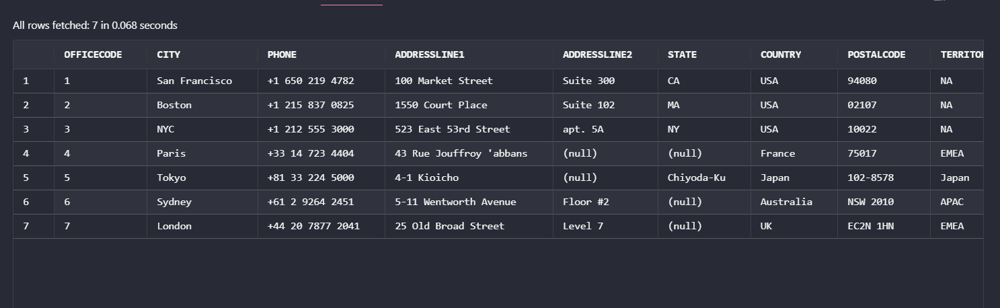 All rows fetched: 7 in 0.068 seconds
OFFICECODE CITY PHONE ADDRESSLINE1 ADDRESSLINE2 STATE COUNTRY POSTALCODE TERRITO
1 1 San Francisco +1 650 219 4782 100 Market Street Suite 300 CA USA 94080 NA
2 2 Boston +1 215 837 0825 1550 Court Place Suite 102 MA USA 02107 NA
3 3 NYC +1 212 555 3000 523 East 53rd Street apt. 5A NY USA 10022 NA
4 4 Paris +33 14 723 4404 43 Rue Jouffroy 'abbans (null) (null) France 75017 EMEA
5 5 Tokyo +81 33 224 5000 4-1 Kioicho (null) Chiyoda-Ku Japan 102-8578 Japan
6 6 Sydney +61 2 9264 2451 5-11 Wentworth Avenue Floor #2 (null) Australia NSW 2010 APAC
7 7 London +44 20 7877 2041 25 Old Broad Street Level 7 (null) UK EC2N 1HN EMEA